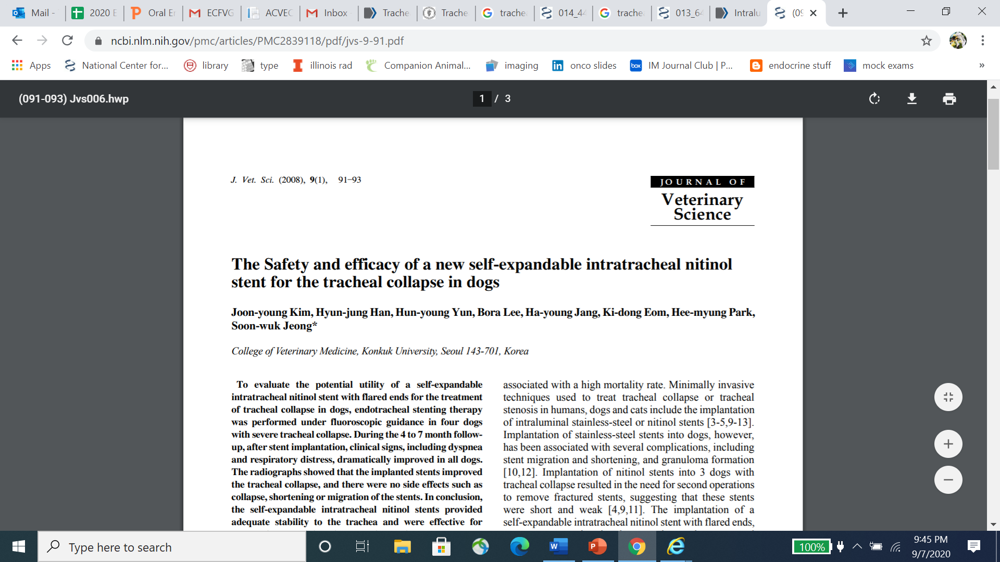 Mail -
2020 E
Oral Er
ECFVG
ACVEC
Inbox
Trache
Trache
trache
014_44
trache
013_64
Intralu
(09
ncbi.nlm.nih.gov/pmc/articles/PMC2839118/pdf/jvs-9-91.pdf
Apps
National Center for...
library
type
illinois rad
Companion Animal...
imaging
in
onco slides
box
IM Journal Club | P...
endocrine stuff
mock exams
»
(091-093) Jvs006.hwp
1 / 3
J. Vet. Sci. (2008), 9(1), 91−93
JOURNAL OF
Veterinary
Science
The Safety and efficacy of a new self-expandable intratracheal nitinol
stent for the tracheal collapse in dogs
Joon-young Kim, Hyun-jung Han, Hun-young Yun, Bora Lee, Ha-young Jang, Ki-dong Eom, Hee-myung Park,
Soon-wuk Jeong*
College of Veterinary Medicine, Konkuk University, Seoul 143-701, Korea
To evaluate the potential utility of a self-expandable
intratracheal nitinol stent with flared ends for the treatment
of tracheal collapse in dogs, endotracheal stenting therapy
was performed under fluoroscopic guidance in four dogs
with severe tracheal collapse. During the 4 to 7 month follow-
up, after stent implantation, clinical signs, including dyspnea
and respiratory distress, dramatically improved in all dogs.
The radiographs showed that the implanted stents improved
the tracheal collapse, and there were no side effects such as
collapse, shortening or migration of the stents. In conclusion,
the self-expandable intratracheal nitinol stents provided
adequate stability to the trachea and were effective for
associated with a high mortality rate. Minimally invasive
techniques used to treat tracheal collapse or tracheal
stenosis in humans, dogs and cats include the implantation
of intraluminal stainless-steel or nitinol stents [3-5,9-13].
Implantation of stainless-steel stents into dogs, however,
has been associated with several complications, including
stent migration and shortening, and granuloma formation
[10,12]. Implantation of nitinol stents into 3 dogs with
tracheal collapse resulted in the need for second operations
to remove fractured stents, suggesting that these stents
were short and weak [4,9,11]. The implantation of a
self-expandable intratracheal nitinol stent with flared ends,
Type here to search
100%
9:45 PM
9/7/2020